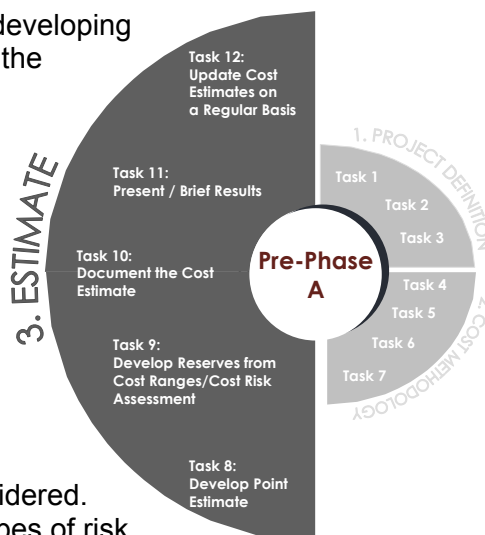 developing
the
Task 12:
Update Cost
Estimates on
a Regular Basis
Task 11:
Present / Brief Results
Task 10:
Document the Cost
Estimate
Task 9:
Develop Reserves from
Cost Ranges/Cost Risk
Assessment
Task 8:
Develop Point
Estimate
3. ESTIMATE
Pre-Phase
A
1. PROJECT DEFINITION
Task 1
Task 2
Task 3
Task 4
Task 5
Task 6
Task 7
2. COST METHODOLOGY
idered.
pes of risk